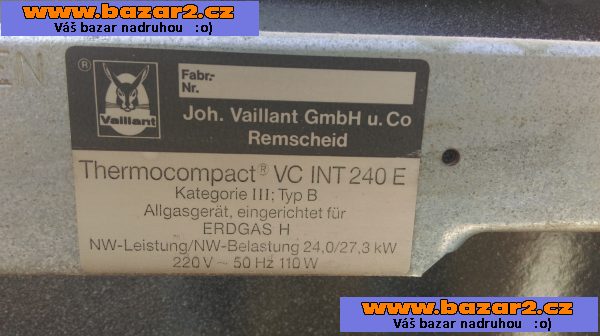 www.bazar2.cz
Váš bazar nadruhou :o)
EN
®
Vaillant
Fabr.-
Nr.
Joh. Vaillant GmbH u. Co
Remscheid
Thermocompact® VC INT 240 E
Kategorie III; Typ B
Allgasgerät, eingerichtet für
ERDGAS H
NW-Leistung/NW-Belastung 24,0/27,3 kW
220 V ~ 50 Hz 110 W
www.bazar2.cz
Váš bazar nadruhou :o)